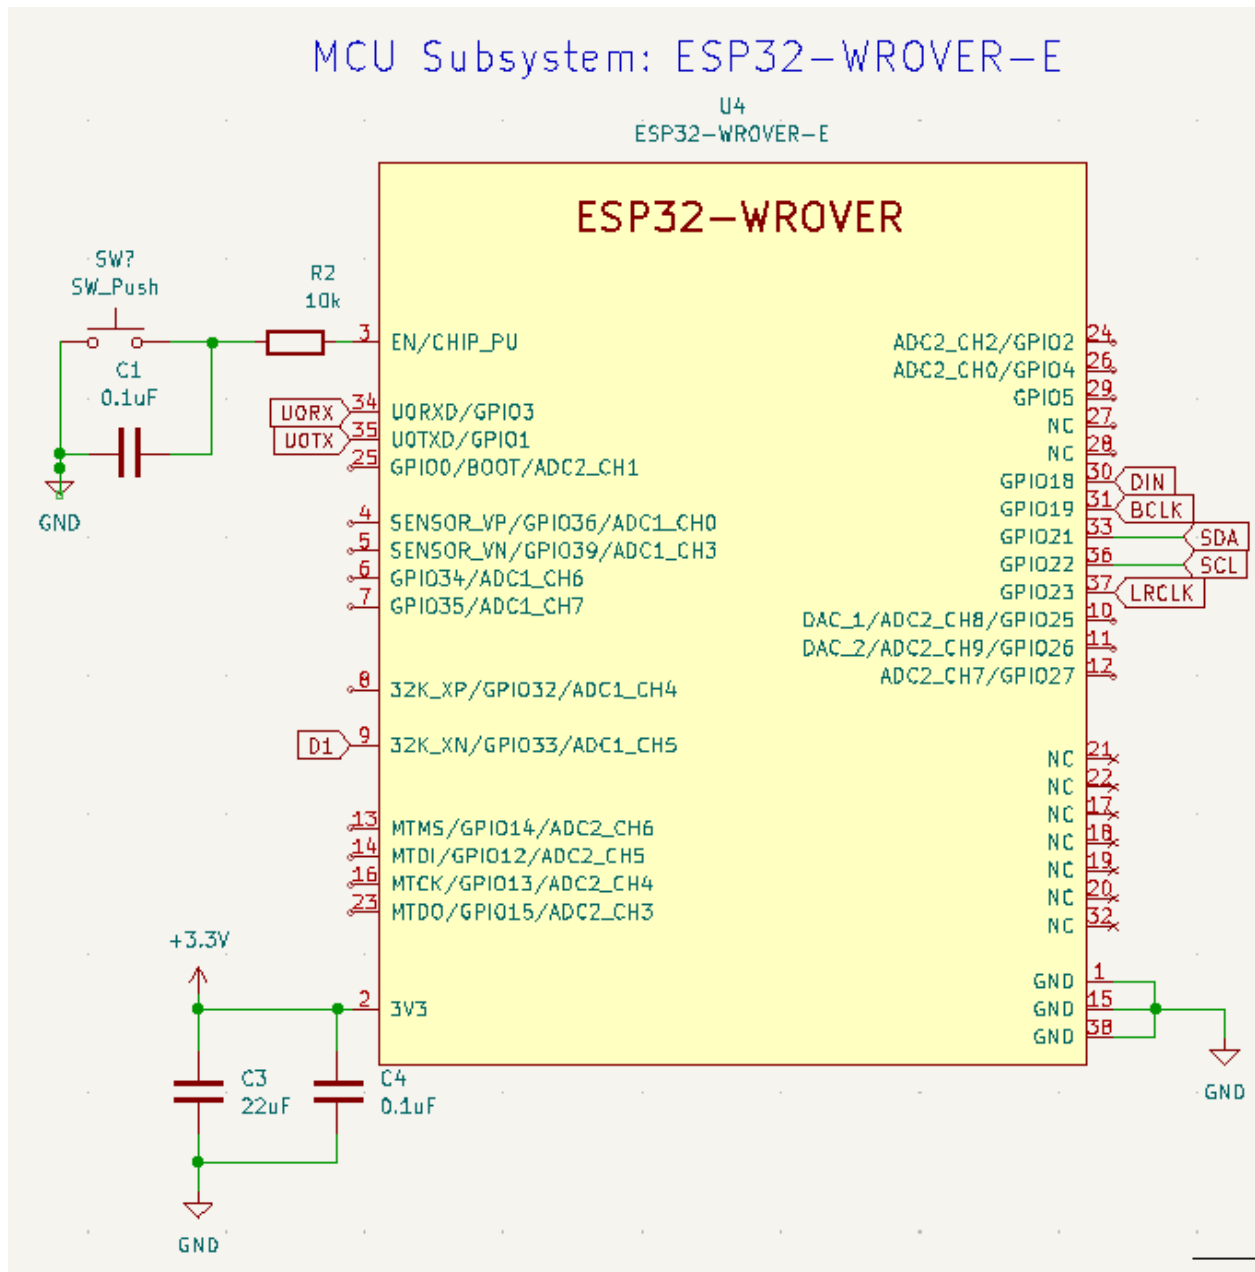 MCU Subsystem: ESP32-WROVER-E
U4
ESP32-WROVER-E
ESP32-WROVER
SW?
SW_Push
R2
10k
C1
0.1uF
GND
3 EN/CHIP_PU
U0RX 34 U0RXD/GPIO3
U0TX 35 U0TXD/GPIO1
25 GPIO0/BOOT/ADC2_CH1
4 SENSOR_VP/GPIO36/ADC1_CH0
5 SENSOR_VN/GPIO39/ADC1_CH3
6 GPIO34/ADC1_CH6
7 GPIO35/ADC1_CH7
8 32K_XP/GPIO32/ADC1_CH4
D1 9 32K_XN/GPIO33/ADC1_CH5
13 MTMS/GPIO14/ADC2_CH6
14 MTDI/GPIO12/ADC2_CH5
16 MTCK/GPIO13/ADC2_CH4
23 MTDO/GPIO15/ADC2_CH3
2 3V3
ADC2_CH2/GPIO2 24
ADC2_CH0/GPIO4 26
GPIO5 29
NC 27
NC 28
GPIO18 30 DIN
GPIO19 31 BCLK
GPIO21 33 SDA
GPIO22 36 SCL
GPIO23 37 LRCLK
DAC_1/ADC2_CH8/GPIO25 10
DAC_2/ADC2_CH9/GPIO26 11
ADC2_CH7/GPIO27 12
NC 21
NC 22
NC 17
NC 18
NC 19
NC 20
NC 32
GND 1
GND 15
GND 38
GND
+3.3V
C3
22uF
C4
0.1uF
GND